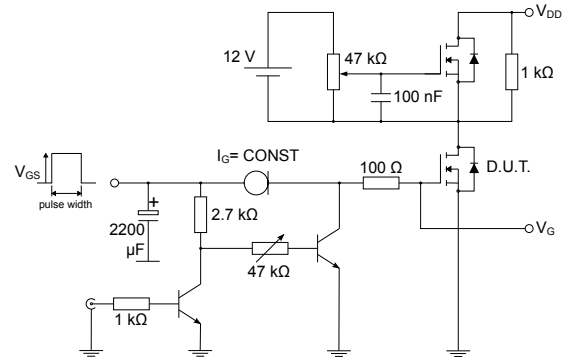 V_DD
12 V
47 kΩ
1 kΩ
100 nF
I_G= CONST
V_GS
pulse width
+
2200
μF
2.7 kΩ
100 Ω
D.U.T.
V_G
47 kΩ
1 kΩ